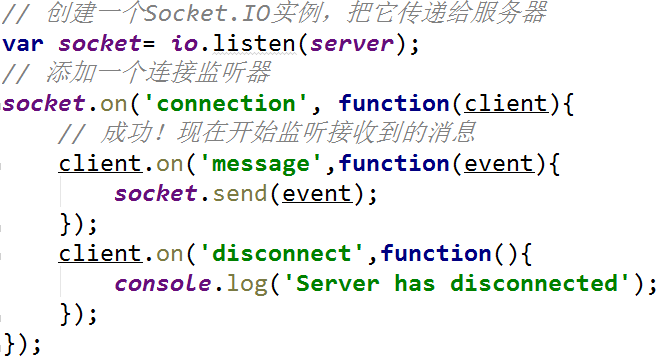 // 创建一个Socket.IO实例，把它传递给服务器
var socket= io.listen(server);
// 添加一个连接监听器
socket.on('connection', function(client){
// 成功！现在开始监听接收到的消息
client.on('message',function(event){
socket.send(event);
});
client.on('disconnect',function(){
console.log('Server has disconnected');
});
});